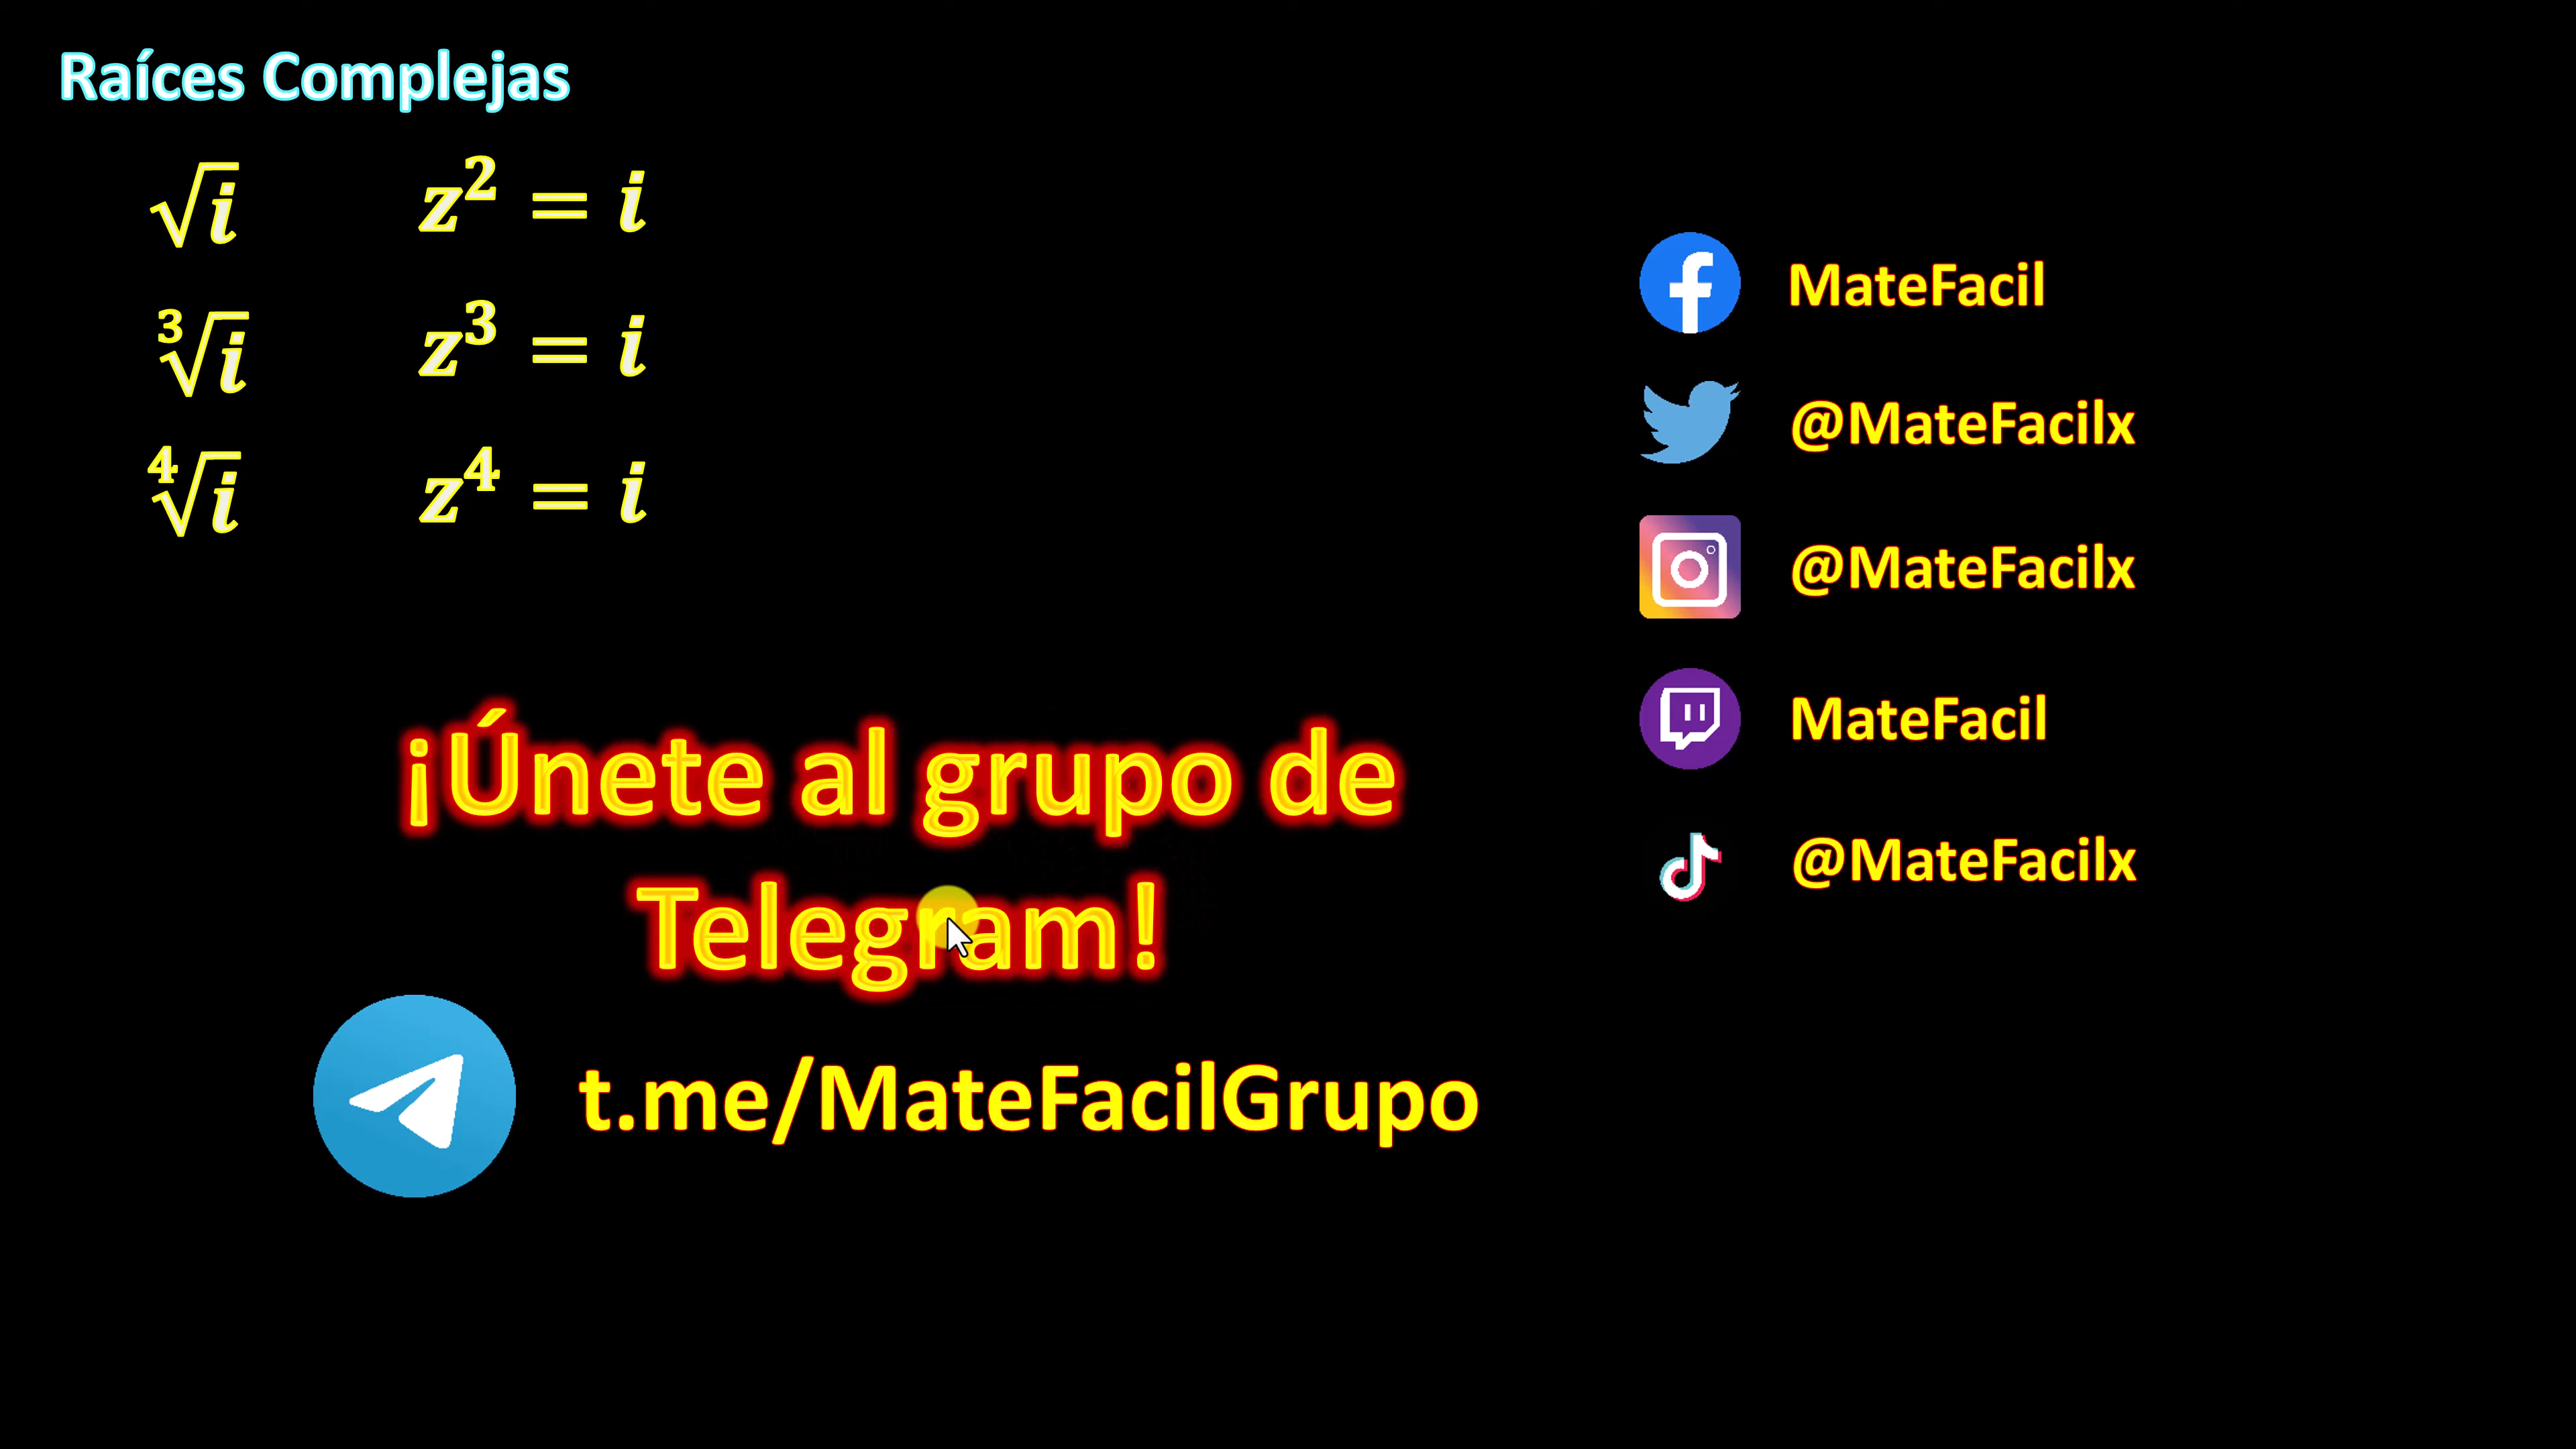 Raíces Complejas
√i z² = i
∛i z³ = i
∜i z⁴ = i
¡Únete al grupo de
Telegram!
t.me/MateFacilGrupo
MateFacil
@MateFacilx
@MateFacilx
MateFacil
@MateFacilx